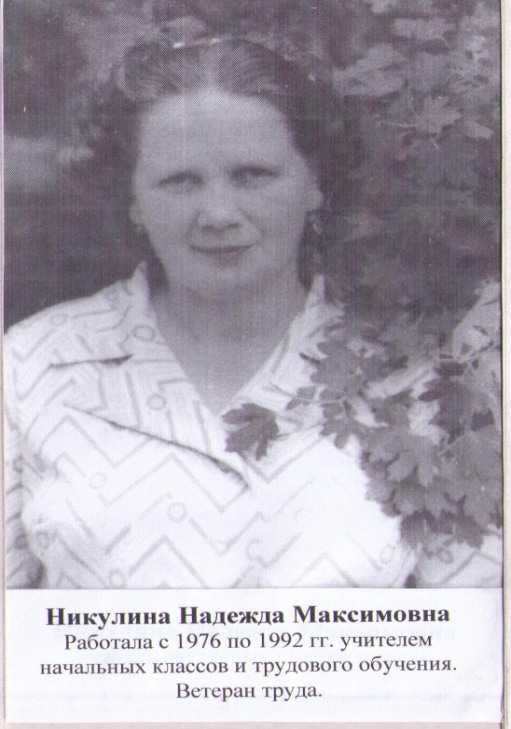 Никулина Надежда Максимовна
Работала с 1976 по 1992 гг. учителем
начальных классов и трудового обучения.
Ветеран труда.